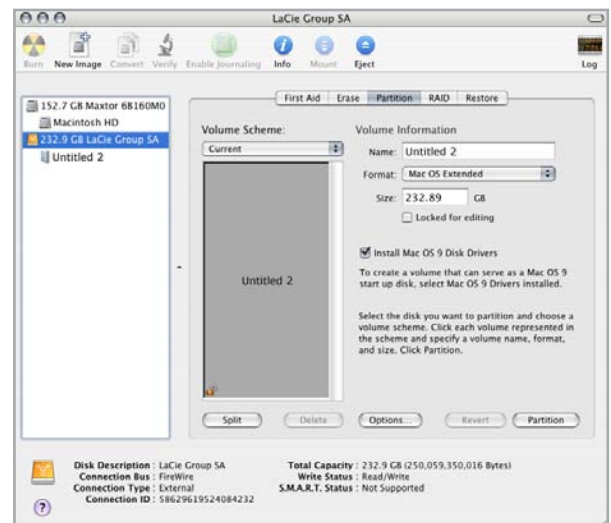 LaCie Group SA
Burn New Image Convert Verify Enable Journaling Info Mount Eject Log
152.7 GB Maxtor 6B160M0
Macintosh HD
232.9 GB LaCie Group SA
Untitled 2
First Aid Erase Partition RAID Restore
Volume Scheme:
Current
Untitled 2
Volume Information
Name: Untitled 2
Format: Mac OS Extended
Size: 232.89 GB
Locked for editing
Install Mac OS 9 Disk Drivers
To create a volume that can serve as a Mac OS 9
start up disk, select Mac OS 9 Drivers installed.
Select the disk you want to partition and choose a
volume scheme. Click each volume represented in
the scheme and specify a volume name, format,
and size. Click Partition.
Split Delete Options... Revert Partition
Disk Description : LaCie Group SA
Connection Bus : FireWire
Connection Type : External
Connection ID : 58629619524084232
Total Capacity : 232.9 GB (250,059,350,016 Bytes)
Write Status : Read/Write
S.M.A.R.T. Status : Not Supported
?